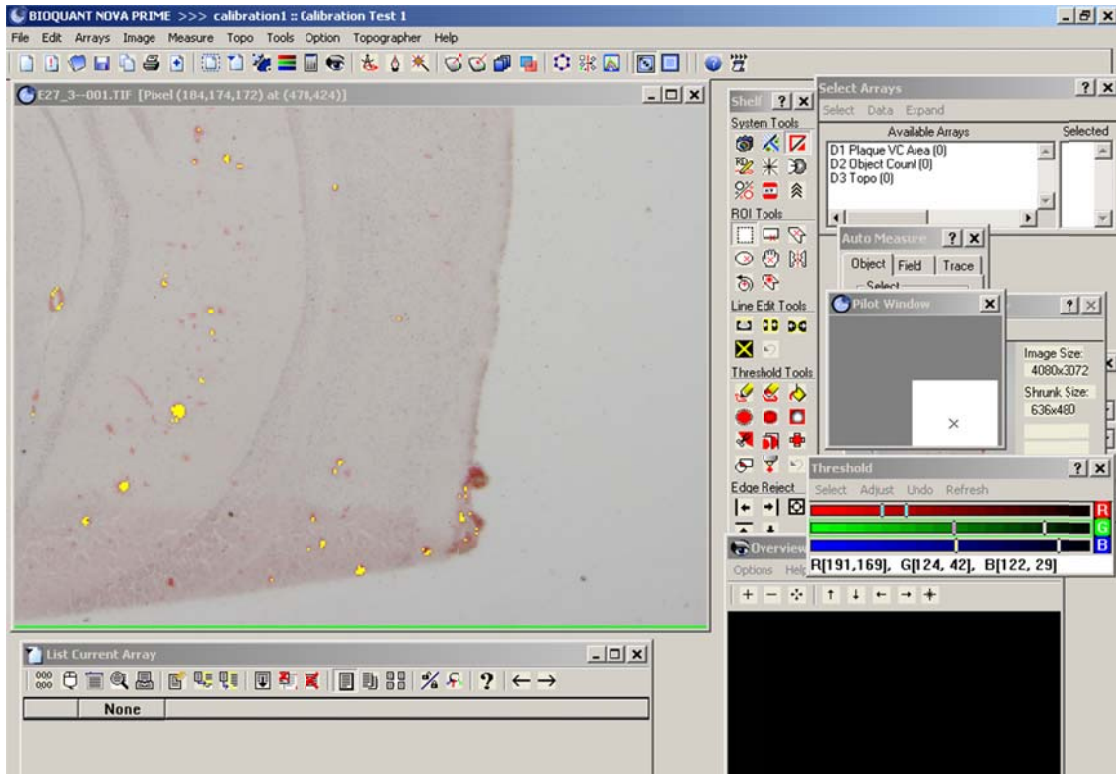 BIOQUANT NOVA PRIME >>> calibration1 :: Calibration Test 1
File Edit Arrays Image Measure Topo Tools Option Topographer Help
E27_3--001.TIF [Pixel (184,174,172) at (478,424)]
Shelf
System Tools
ROI Tools
Line Edit Tools
Threshold Tools
Edge Reject
Select Arrays
Select Data Expand
Available Arrays Selected
D1 Plaque VC Area (0)
D2 Object Count (0)
D3 Topo (0)
Auto Measure
Object Field Trace
Select
Pilot Window
Image Size:
4080x3072
Shrunk Size:
636x480
Threshold
Select Adjust Undo Refresh
R
G
B
R[191,169], G[124, 42], B[122, 29]
Overview
Options Help
List Current Array
None